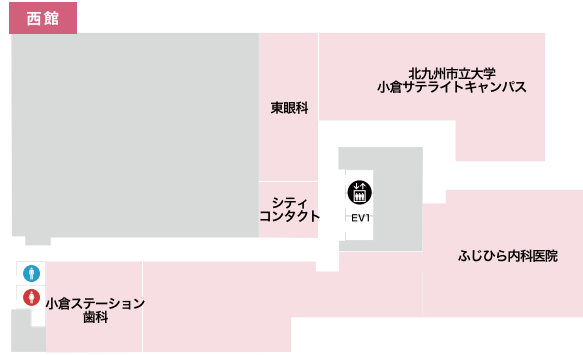 西館
北九州市立大学
小倉サテライトキャンパス
東眼科
シティ
コンタクト
EV1
ふじひら内科医院
小倉ステーション
歯科